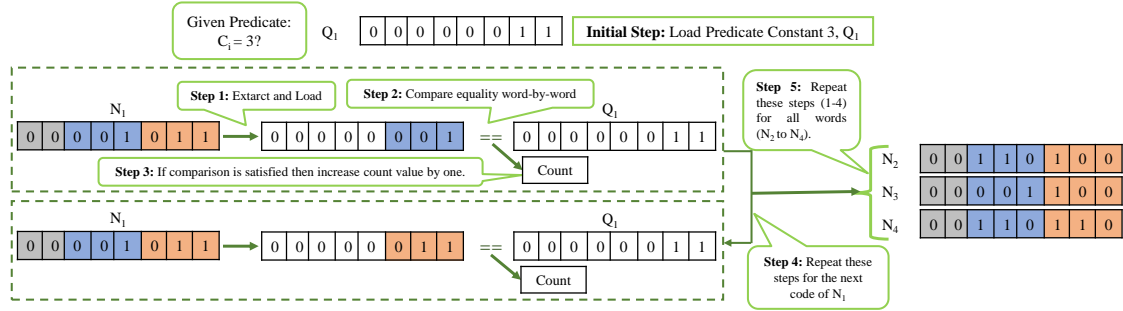 Given Predicate:
Cᵢ = 3?
Q₁ 0 0 0 0 0 0 1 1
Initial Step: Load Predicate Constant 3, Q₁
Step 1: Extarct and Load
Step 2: Compare equality word-by-word
N₁
Q₁
0 0 0 0 1 0 1 1
0 0 0 0 0 0 0 1
==
0 0 0 0 0 0 1 1
Step 3: If comparison is satisfied then increase count value by one.
Count
N₁
Q₁
0 0 0 0 1 0 1 1
0 0 0 0 0 0 1 1
==
0 0 0 0 0 0 1 1
Count
Step 4: Repeat these
steps for the next
code of N₁
Step 5: Repeat
these steps (1-4)
for all words
(N₂ to N₄).
N₂ 0 0 1 1 0 1 0 0
N₃ 0 0 0 0 1 1 0 0
N₄ 0 0 1 1 0 1 1 0